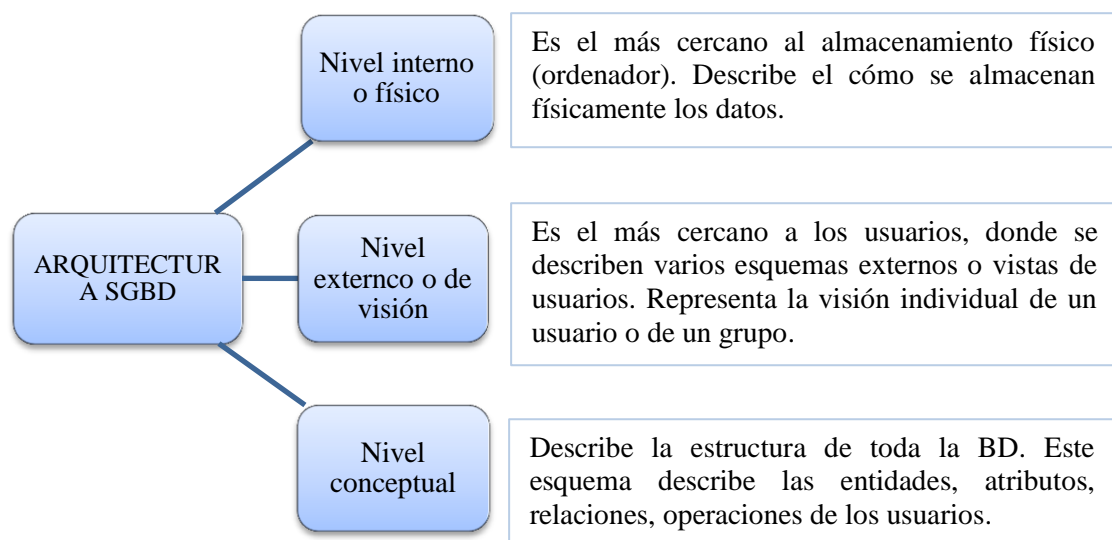 Nivel interno
o físico
Es el más cercano al almacenamiento físico
(ordenador). Describe el cómo se almacenan
físicamente los datos.
ARQUITECTUR
A SGBD
Nivel
externco o de
visión
Es el más cercano a los usuarios, donde se
describen varios esquemas externos o vistas de
usuarios. Representa la visión individual de un
usuario o de un grupo.
Nivel
conceptual
Describe la estructura de toda la BD. Este
esquema describe las entidades, atributos,
relaciones, operaciones de los usuarios.